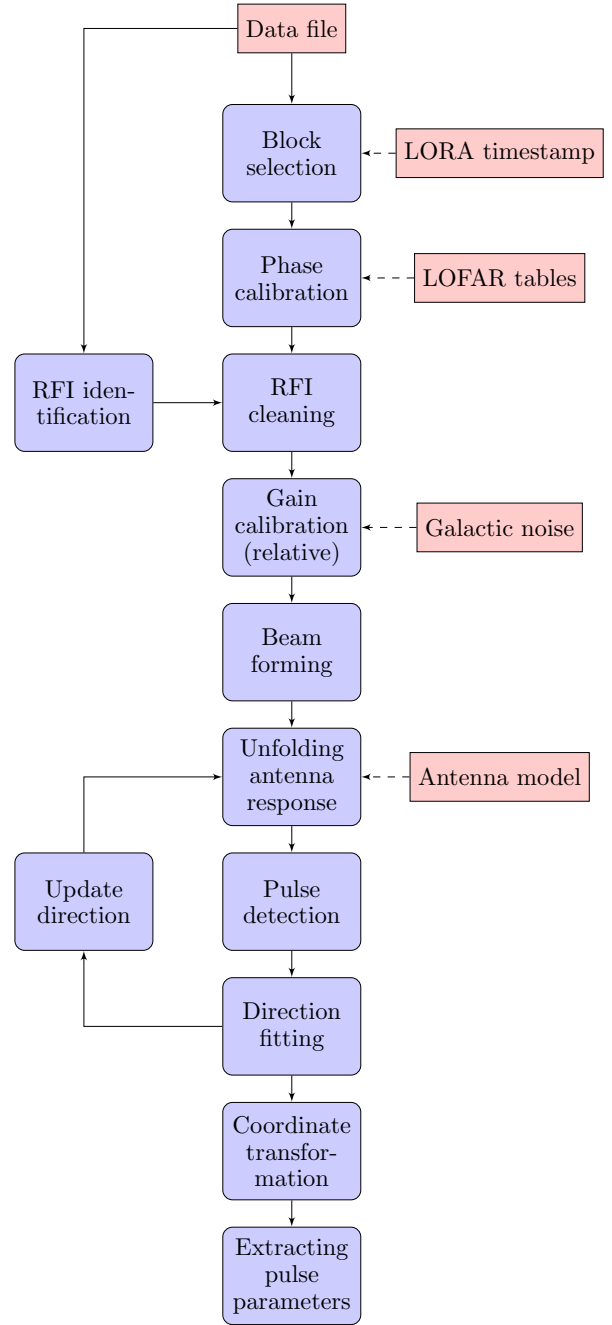 Data file
Block
selection
LORA timestamp
Phase
calibration
LOFAR tables
RFI iden-
tification
RFI
cleaning
Gain
calibration
(relative)
Galactic noise
Beam
forming
Unfolding
antenna
response
Antenna model
Update
direction
Pulse
detection
Direction
fitting
Coordinate
transfor-
mation
Extracting
pulse
parameters